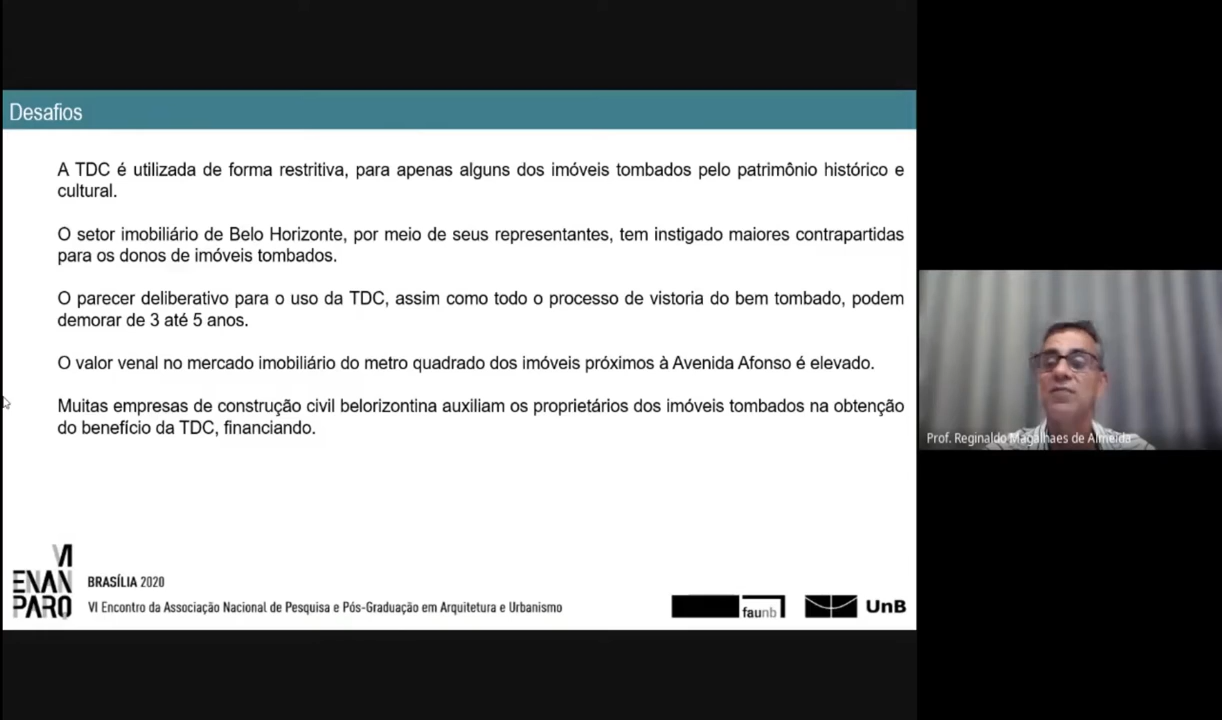 Desafios
A TDC é utilizada de forma restritiva, para apenas alguns dos imóveis tombados pelo patrimônio histórico e
cultural.
O setor imobiliário de Belo Horizonte, por meio de seus representantes, tem instigado maiores contrapartidas
para os donos de imóveis tombados.
O parecer deliberativo para o uso da TDC, assim como todo o processo de vistoria do bem tombado, podem
demorar de 3 até 5 anos.
O valor venal no mercado imobiliário do metro quadrado dos imóveis próximos à Avenida Afonso é elevado.
Muitas empresas de construção civil belorizontina auxiliam os proprietários dos imóveis tombados na obtenção
do benefício da TDC, financiando.
Prof. Reginaldo Magalhaes de Almeida
VI
ENAN
PARQ
BRASÍLIA 2020
VI Encontro da Associação Nacional de Pesquisa e Pós-Graduação em Arquitetura e Urbanismo
faunb
UnB